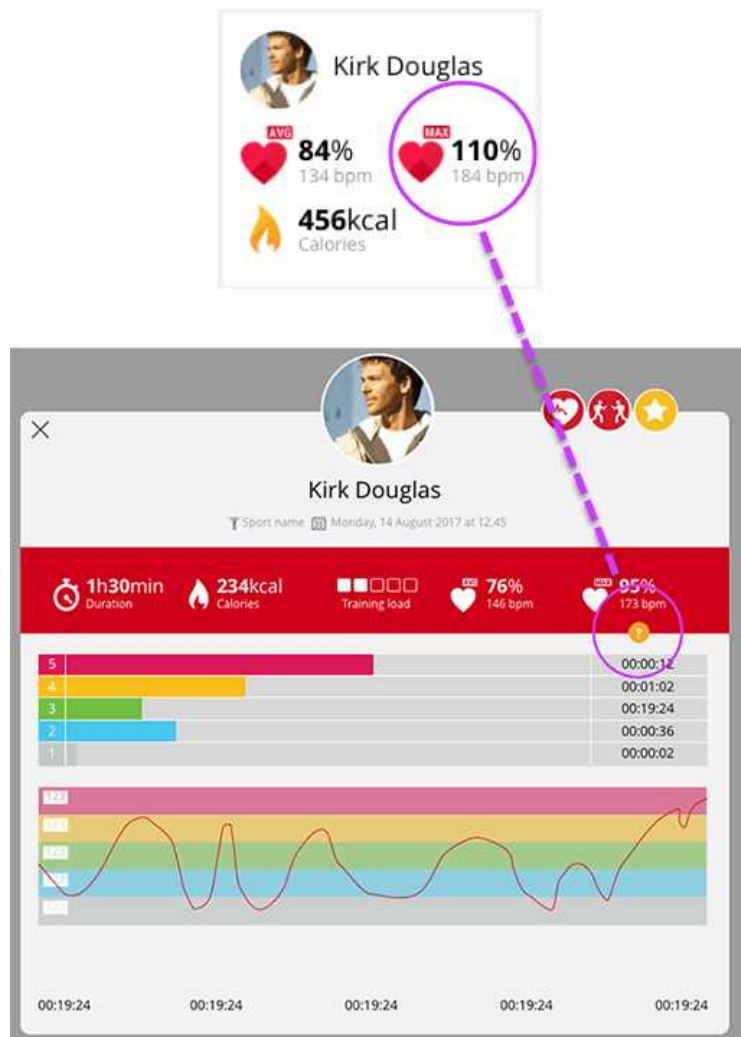 Kirk Douglas
AVG
84%
134 bpm
MAX
110%
184 bpm
456kcal
Calories
Kirk Douglas
Sport name
Monday, 14 August 2017 at 12.45
1h30min
Duration
234kcal
Calories
Training load
AVG
76%
146 bpm
MAX
95%
173 bpm
?
5 00:00:12
4 00:01:02
3 00:19:24
2 00:00:36
1 00:00:02
123
00:19:24 00:19:24 00:19:24 00:19:24 00:19:24